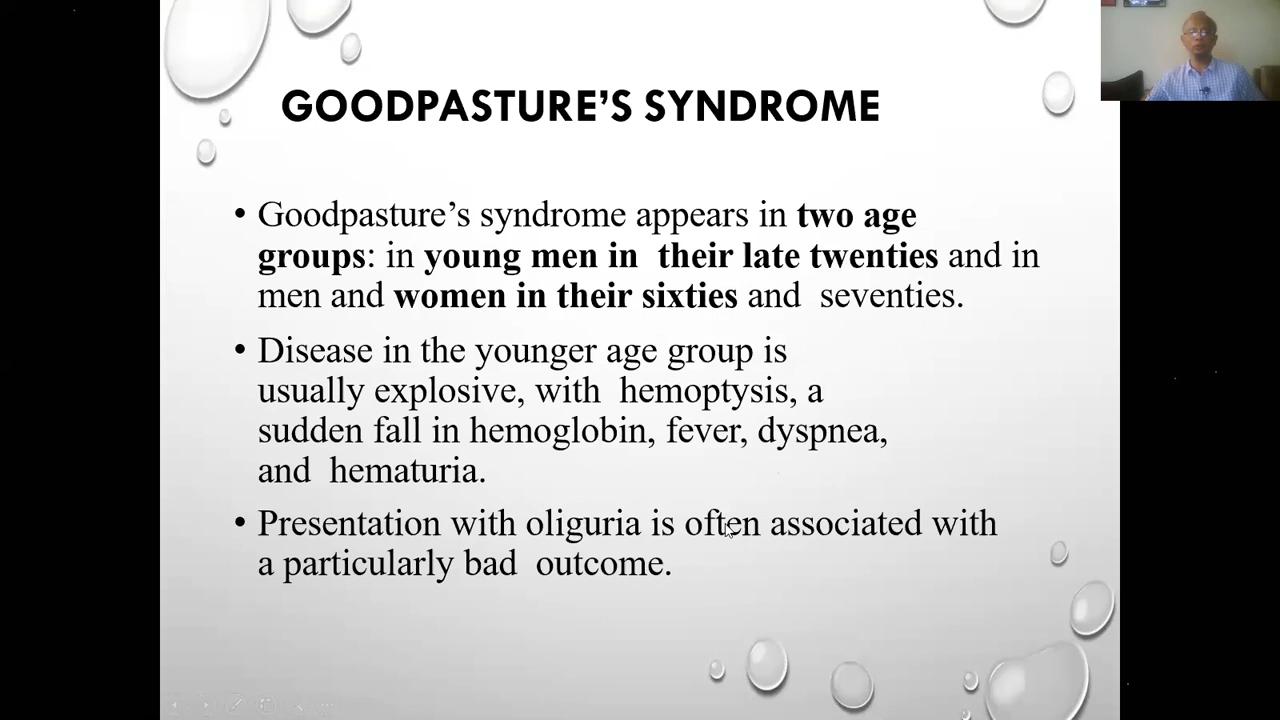 GOODPASTURE'S SYNDROME
• Goodpasture's syndrome appears in two age
groups: in young men in their late twenties and in
men and women in their sixties and seventies.
• Disease in the younger age group is
usually explosive, with hemoptysis, a
sudden fall in hemoglobin, fever, dyspnea,
and hematuria.
• Presentation with oliguria is often associated with
a particularly bad outcome.